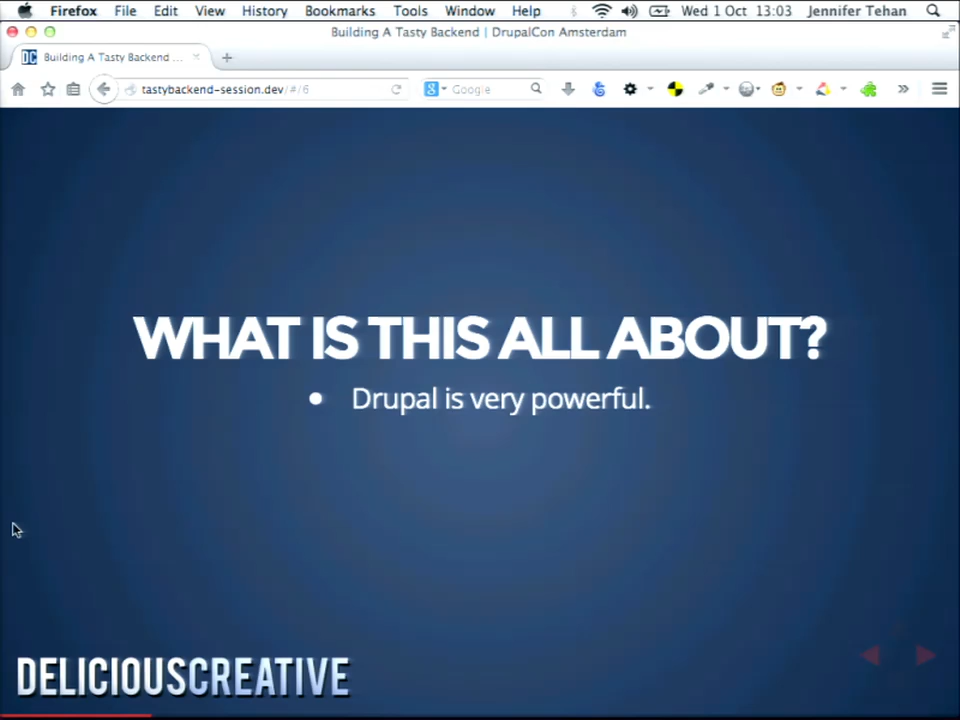 Firefox File Edit View History Bookmarks Tools Window Help Wed 1 Oct 13:03 Jennifer Tehan
Building A Tasty Backend | DrupalCon Amsterdam
DC Building A Tasty Backend ...
tastybackend-session.dev/#/6 8 Google
WHAT IS THIS ALL ABOUT?
• Drupal is very powerful.
DELICIOUSCREATIVE